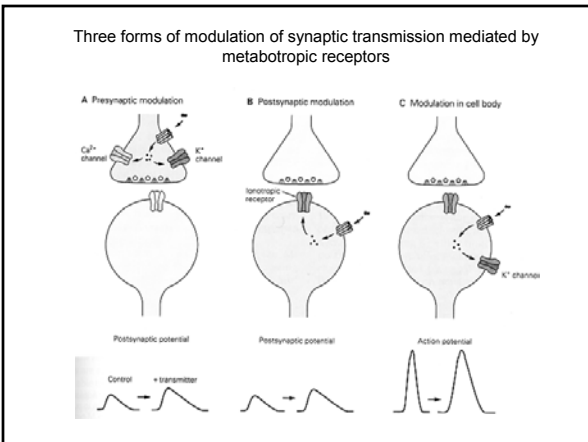 Three forms of modulation of synaptic transmission mediated by
metabotropic receptors
A Presynaptic modulation
B Postsynaptic modulation
C Modulation in cell body
Ca2+
channel
K+
channel
Ionotropic
receptor
K+ channel
Postsynaptic potential
Postsynaptic potential
Action potential
Control
+ transmitter